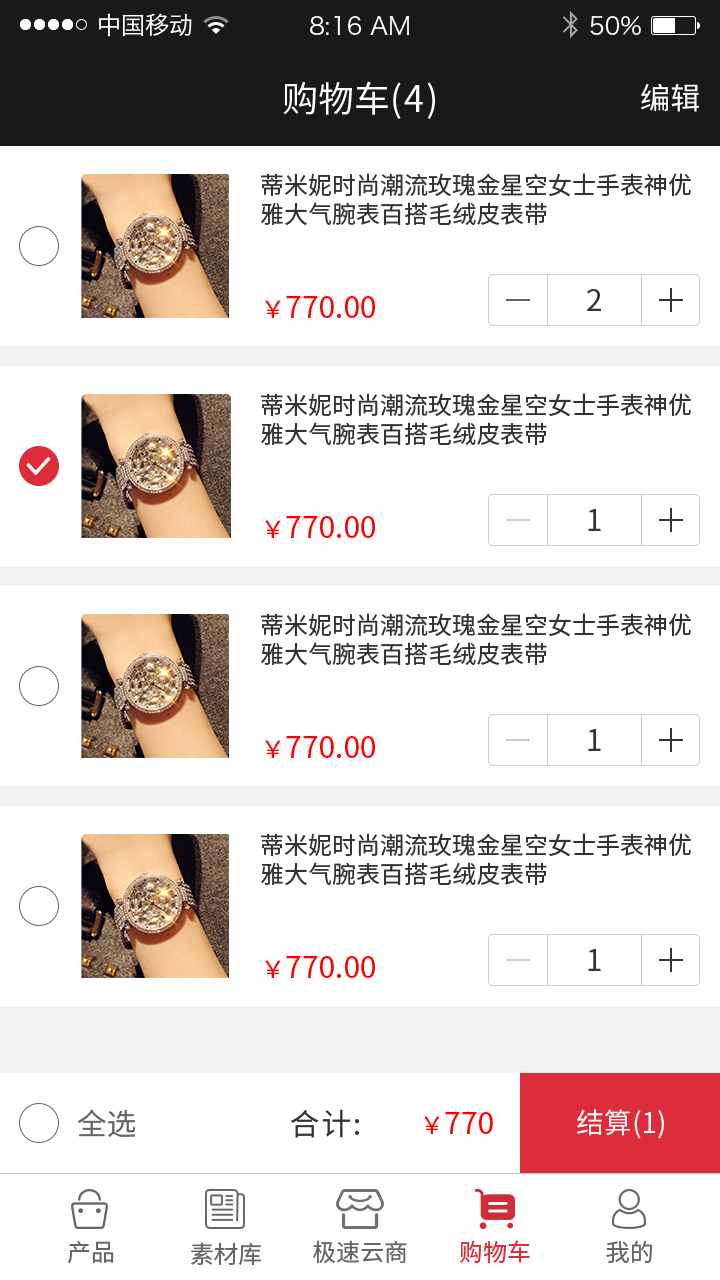 中国移动 8:16 AM 50%
购物车(4) 编辑
蒂米妮时尚潮流玫瑰金星空女士手表神优
雅大气腕表百搭毛绒皮表带
￥770.00 2
蒂米妮时尚潮流玫瑰金星空女士手表神优
雅大气腕表百搭毛绒皮表带
￥770.00 1
蒂米妮时尚潮流玫瑰金星空女士手表神优
雅大气腕表百搭毛绒皮表带
￥770.00 1
蒂米妮时尚潮流玫瑰金星空女士手表神优
雅大气腕表百搭毛绒皮表带
￥770.00 1
全选 合计: ￥770 结算(1)
产品 素材库 极速云商 购物车 我的